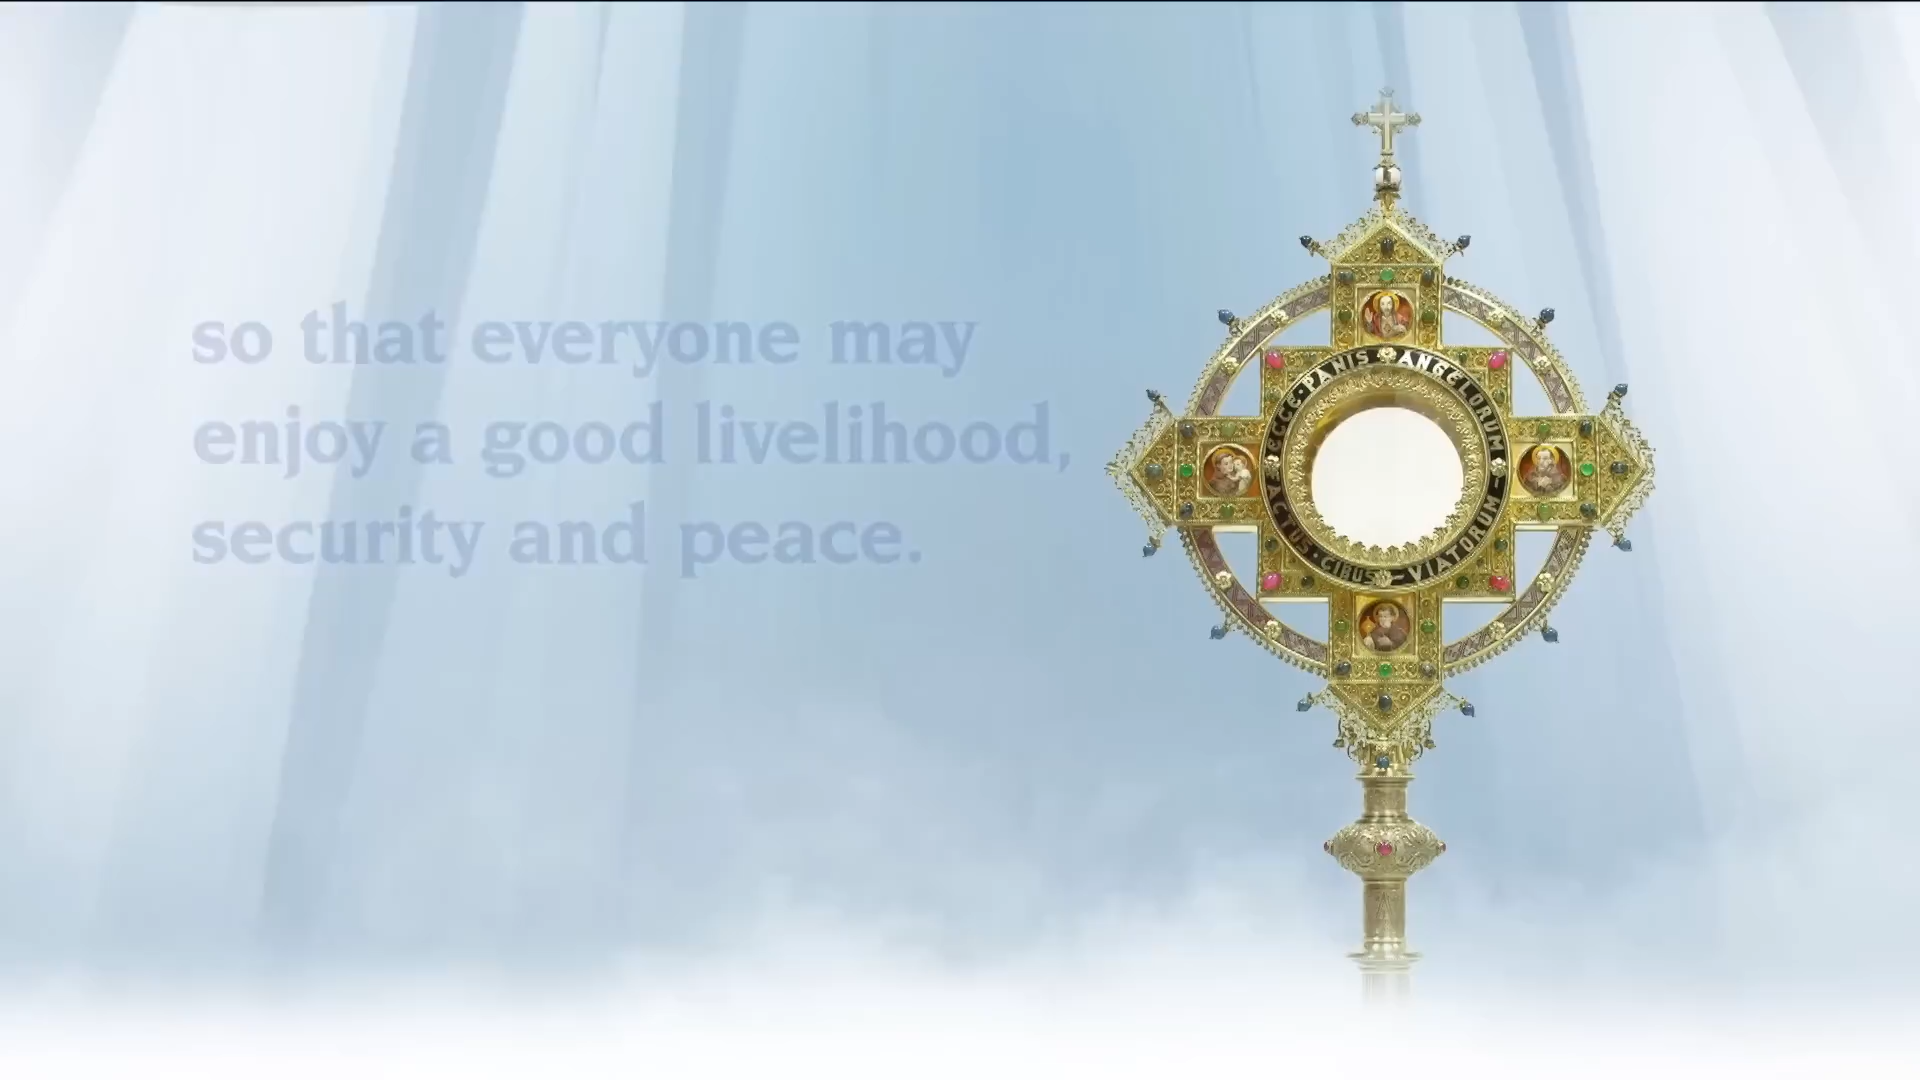 so that everyone may
enjoy a good livelihood,
security and peace.
ECCE · PANIS ANGELORUM
FACTUS · CIBUS – VIATORUM –